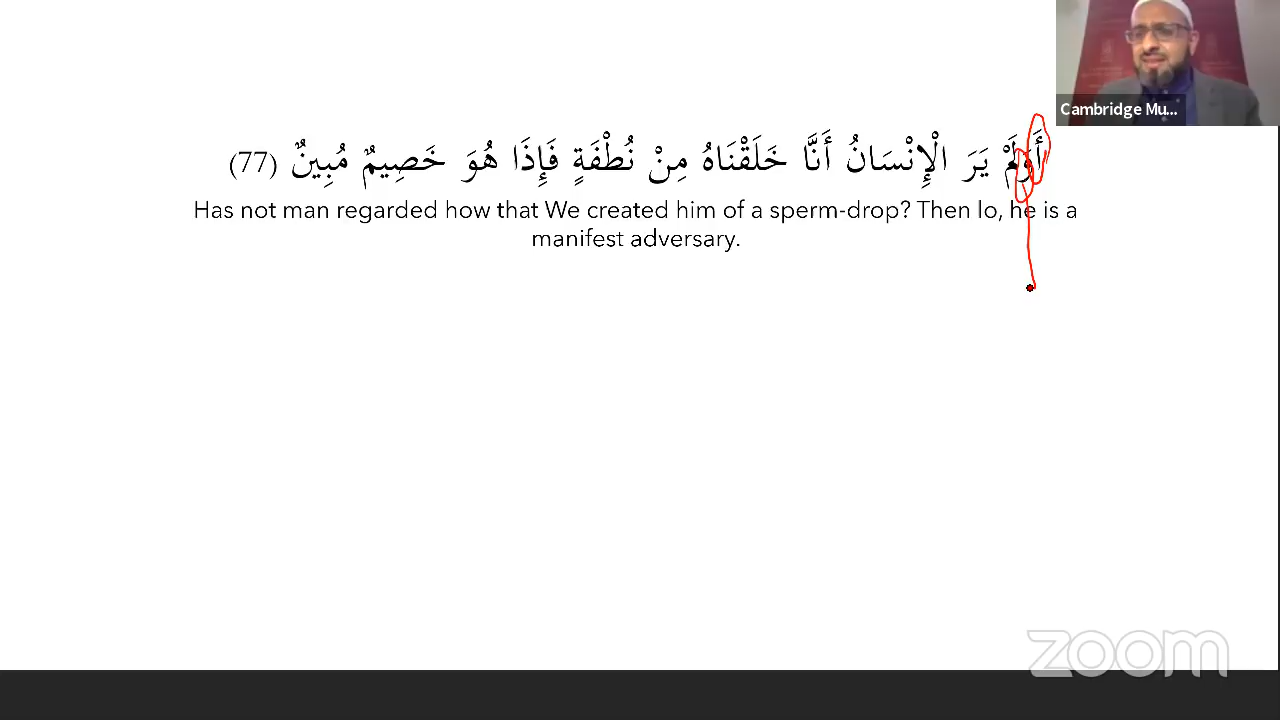 أَوَلَمْ يَرَ الْإِنْسَانُ أَنَّا خَلَقْنَاهُ مِنْ نُطْفَةٍ فَإِذَا هُوَ خَصِيمٌ مُبِينٌ (77)
Has not man regarded how that We created him of a sperm-drop? Then lo, he is a
manifest adversary.
Cambridge Mu...
zoom